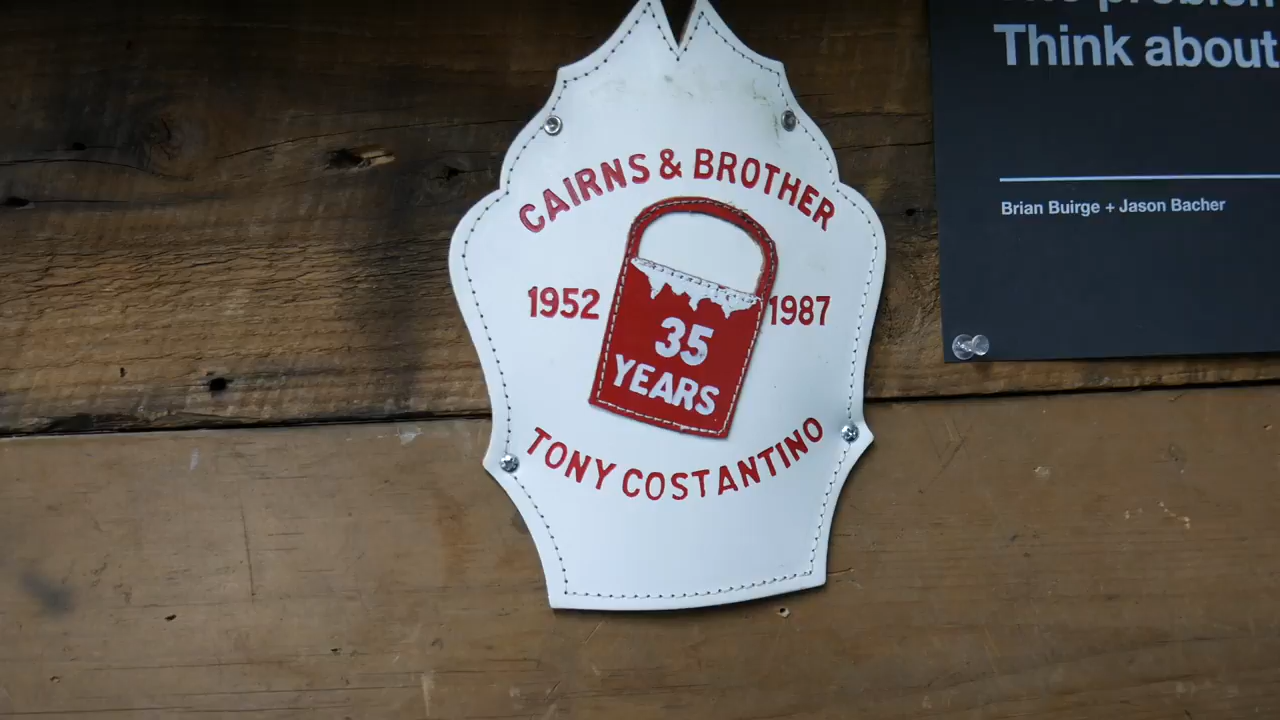 CAIRNS & BROTHER
1952
1987
35
YEARS
TONY COSTANTINO
Think about
Brian Buirge + Jason Bacher